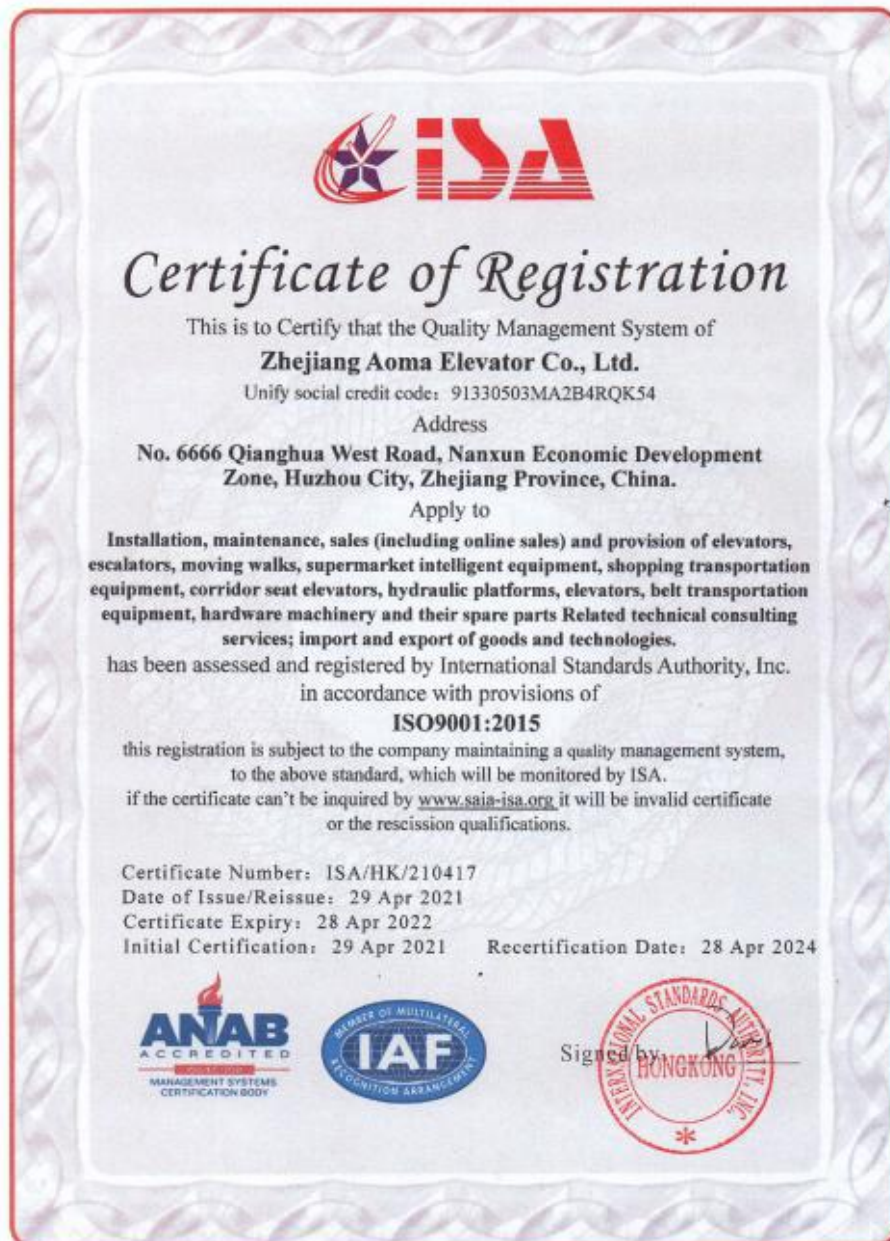 iSA
Certificate of Registration
This is to Certify that the Quality Management System of
Zhejiang Aoma Elevator Co., Ltd.
Unify social credit code: 91330503MA2B4RQK54
Address
No. 6666 Qianghua West Road, Nanxun Economic Development
Zone, Huzhou City, Zhejiang Province, China.
Apply to
Installation, maintenance, sales (including online sales) and provision of elevators,
escalators, moving walks, supermarket intelligent equipment, shopping transportation
equipment, corridor seat elevators, hydraulic platforms, elevators, belt transportation
equipment, hardware machinery and their spare parts Related technical consulting
services; import and export of goods and technologies.
has been assessed and registered by International Standards Authority, Inc.
in accordance with provisions of
ISO9001:2015
this registration is subject to the company maintaining a quality management system,
to the above standard, which will be monitored by ISA.
if the certificate can't be inquired by www.saia-isa.org it will be invalid certificate
or the rescission qualifications.
Certificate Number: ISA/HK/210417
Date of Issue/Reissue: 29 Apr 2021
Certificate Expiry: 28 Apr 2022
Initial Certification: 29 Apr 2021 Recertification Date: 28 Apr 2024
ANAB
ACCREDITED
MANAGEMENT SYSTEMS
CERTIFICATION BODY
MEMBER OF MULTILATERAL
IAF
RECOGNITION ARRANGEMENT
Signed by:
INTERNATIONAL STANDARDS AUTHORITY, INC.
HONGKONG